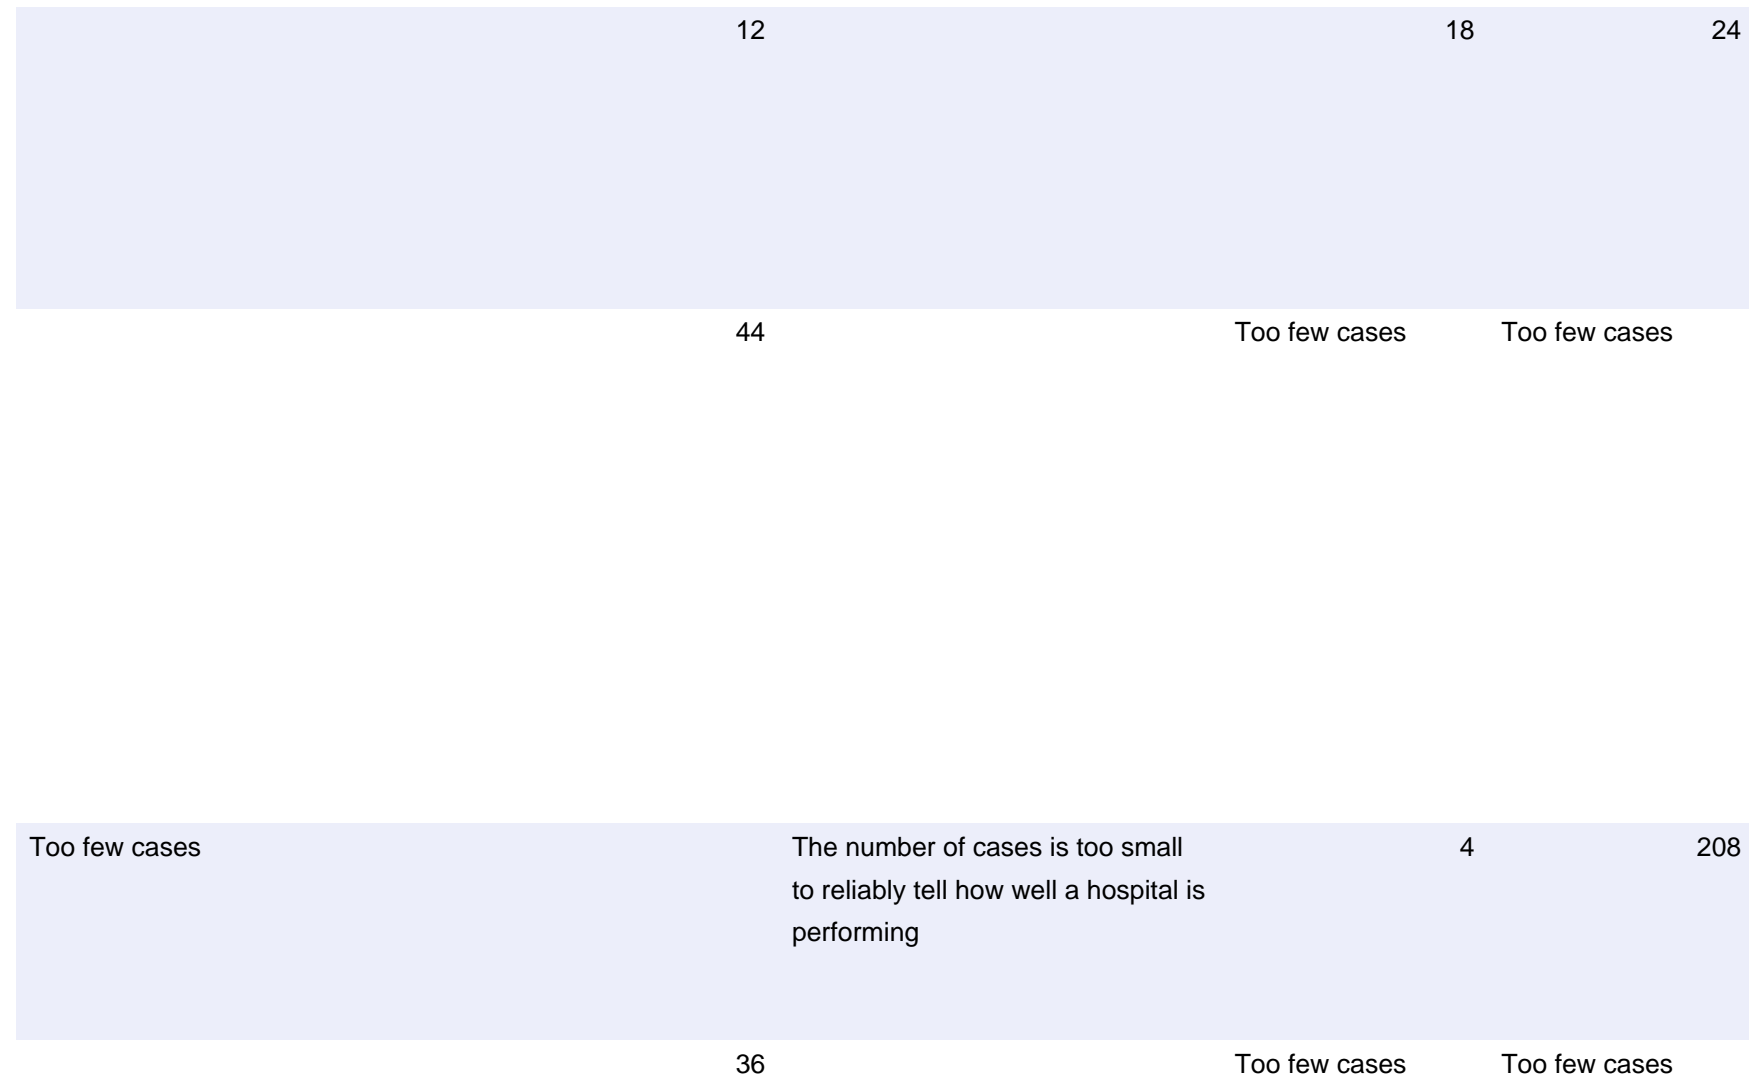 12 18 24
44 Too few cases Too few cases
Too few cases The number of cases is too small 4 208
to reliably tell how well a hospital is
performing
36 Too few cases Too few cases